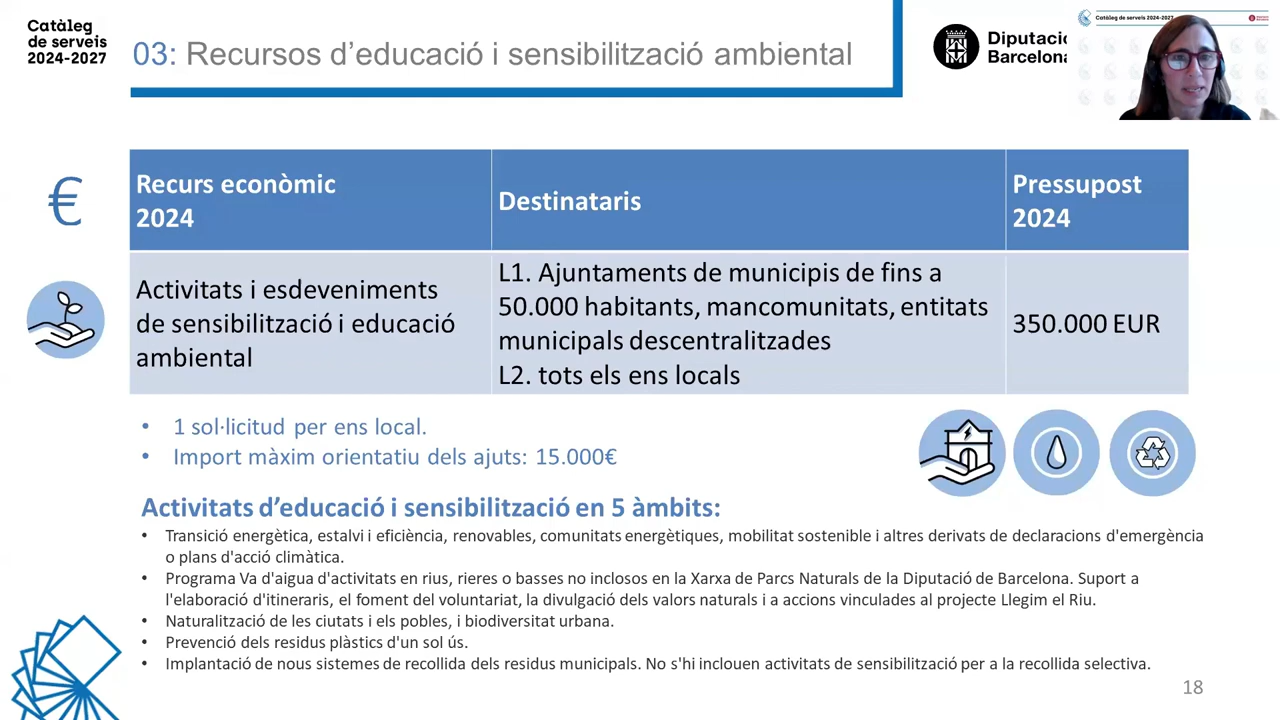 Catàleg
de serveis
2024-2027
03: Recursos d'educació i sensibilització ambiental
Diputació
Barcelona
Catàleg de serveis 2024-2027
€
Recurs econòmic
2024
Destinataris
Pressupost
2024
Activitats i esdeveniments
de sensibilització i educació
ambiental
L1. Ajuntaments de municipis de fins a
50.000 habitants, mancomunitats, entitats
municipals descentralitzades
L2. tots els ens locals
350.000 EUR
• 1 sol·licitud per ens local.
• Import màxim orientatiu dels ajuts: 15.000€
Activitats d'educació i sensibilització en 5 àmbits:
• Transició energètica, estalvi i eficiència, renovables, comunitats energètiques, mobilitat sostenible i altres derivats de declaracions d'emergència
o plans d'acció climàtica.
• Programa Va d'aigua d'activitats en rius, rieres o basses no inclosos en la Xarxa de Parcs Naturals de la Diputació de Barcelona. Suport a
l'elaboració d'itineraris, el foment del voluntariat, la divulgació dels valors naturals i a accions vinculades al projecte Llegim el Riu.
• Naturalització de les ciutats i els pobles, i biodiversitat urbana.
• Prevenció dels residus plàstics d'un sol ús.
• Implantació de nous sistemes de recollida dels residus municipals. No s'hi inclouen activitats de sensibilització per a la recollida selectiva.
18